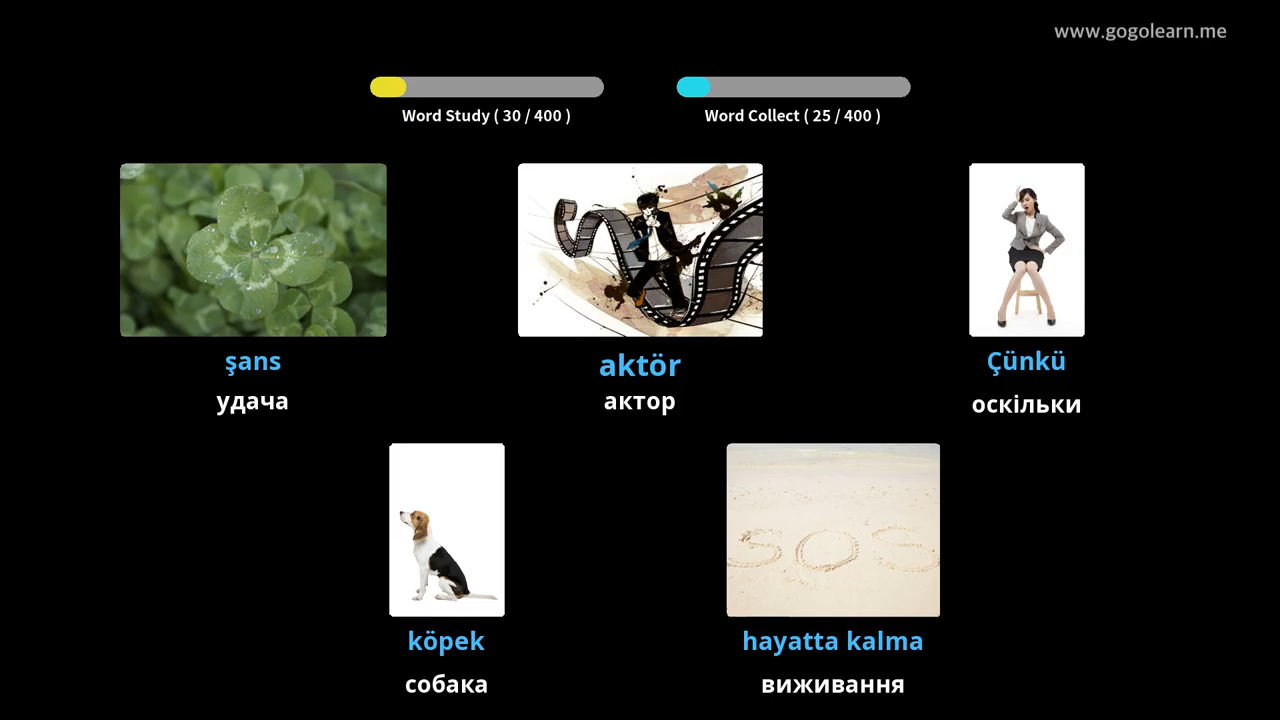 www.gogolearn.me
Word Study ( 30 / 400 )
Word Collect ( 25 / 400 )
şans
удача
aktör
актор
Çünkü
оскільки
köpek
собака
SOS
hayatta kalma
виживання